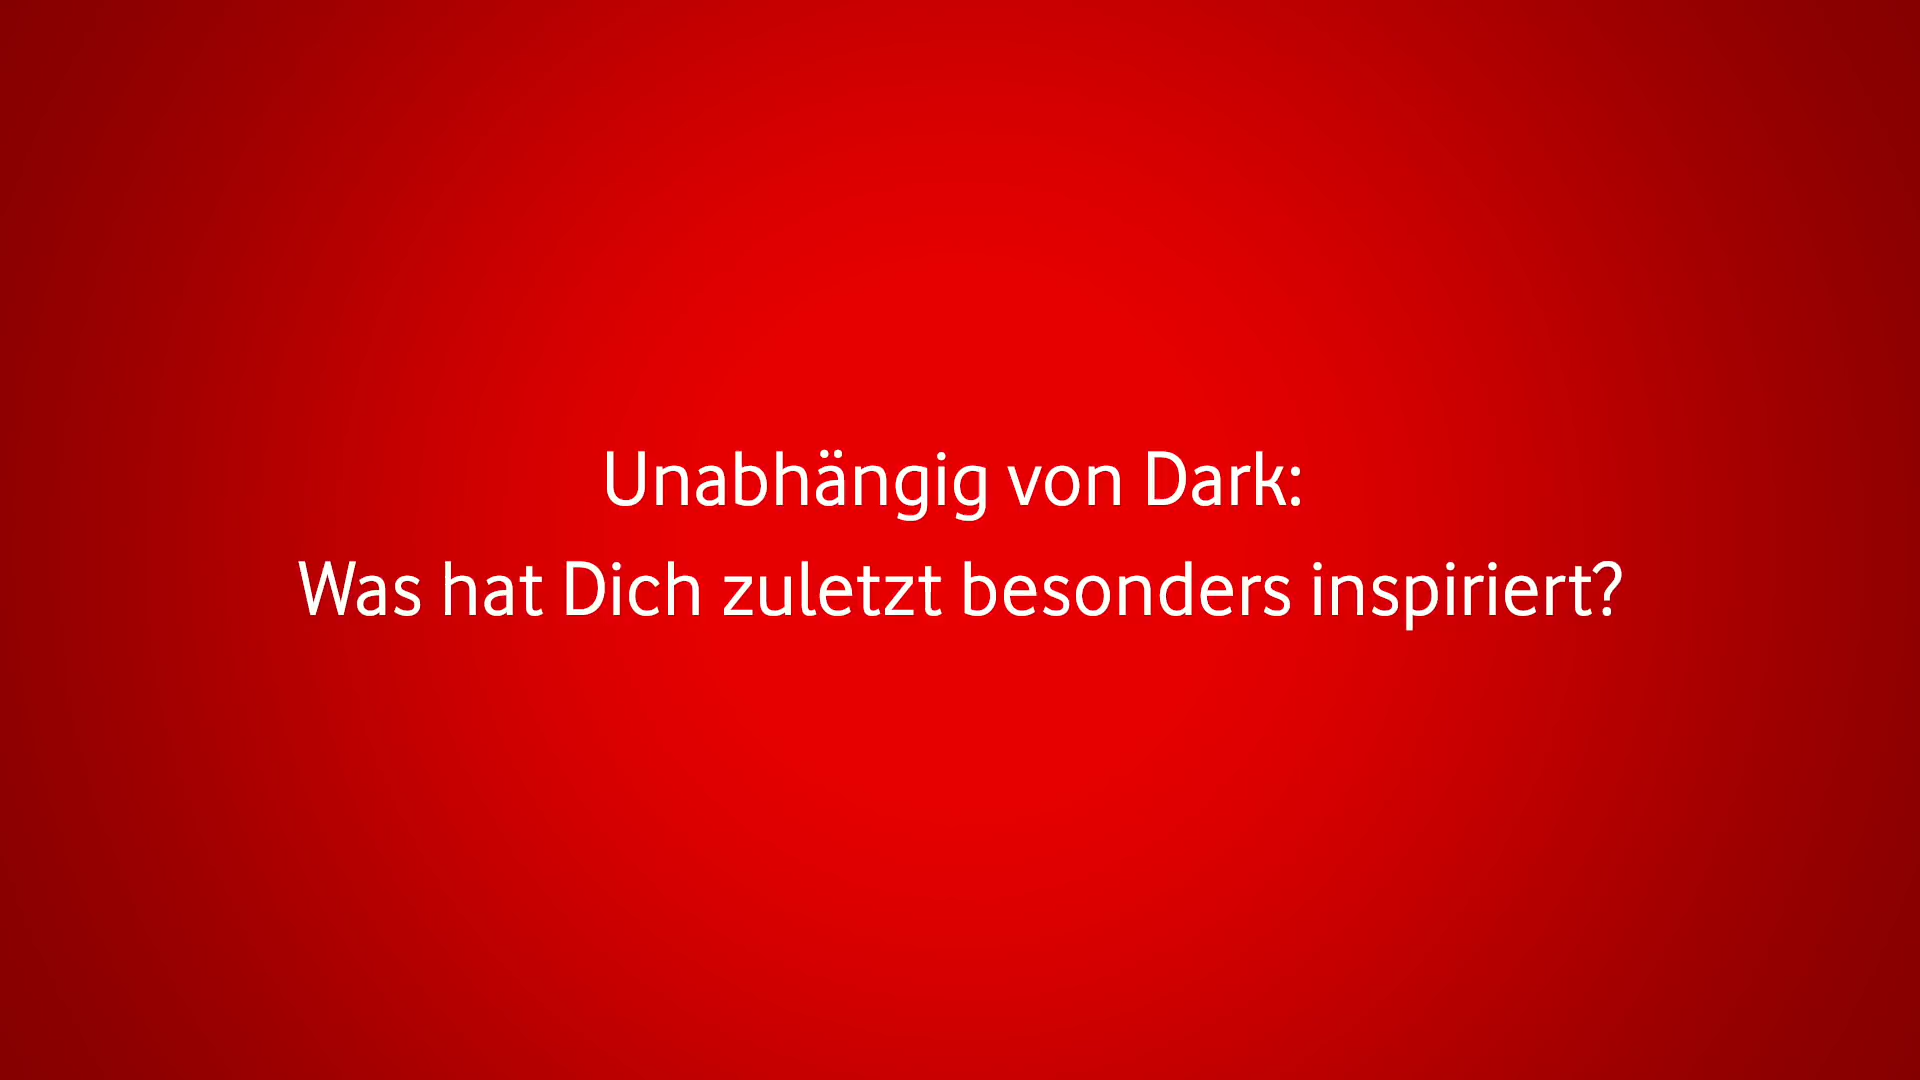 Unabhängig von Dark:
Was hat Dich zuletzt besonders inspiriert?